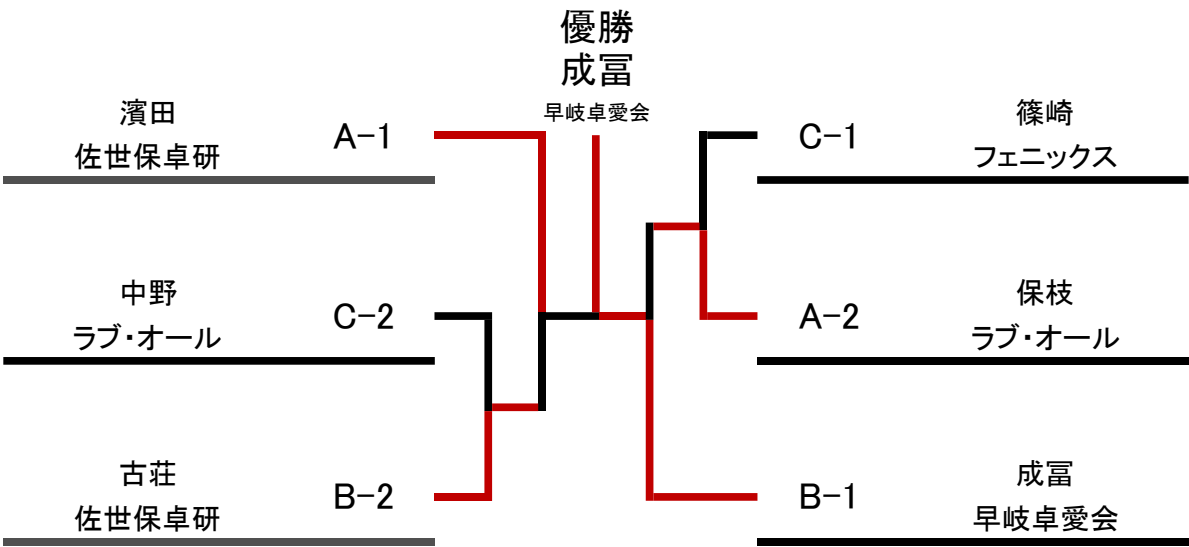 優勝
成冨
早岐卓愛会
濱田
佐世保卓研
A-1
中野
ラブ・オール
C-2
古荘
佐世保卓研
B-2
C-1
篠崎
フェニックス
A-2
保枝
ラブ・オール
B-1
成冨
早岐卓愛会